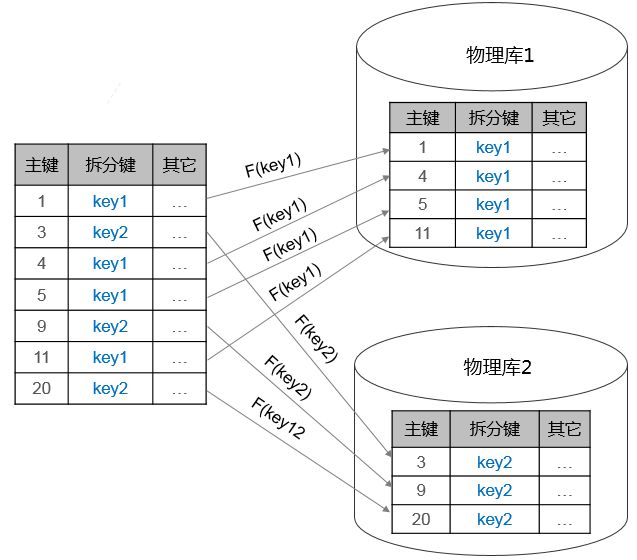 物理库1
主键 拆分键 其它
1 key1 ...
4 key1 ...
5 key1 ...
11 key1 ...
主键 拆分键 其它
1 key1 ...
3 key2 ...
4 key1 ...
5 key1 ...
9 key2 ...
11 key1 ...
20 key2 ...
F(key1)
F(key1)
F(key1)
F(key1)
F(key2)
F(key2)
F(key12
物理库2
主键 拆分键 其它
3 key2 ...
9 key2 ...
20 key2 ...